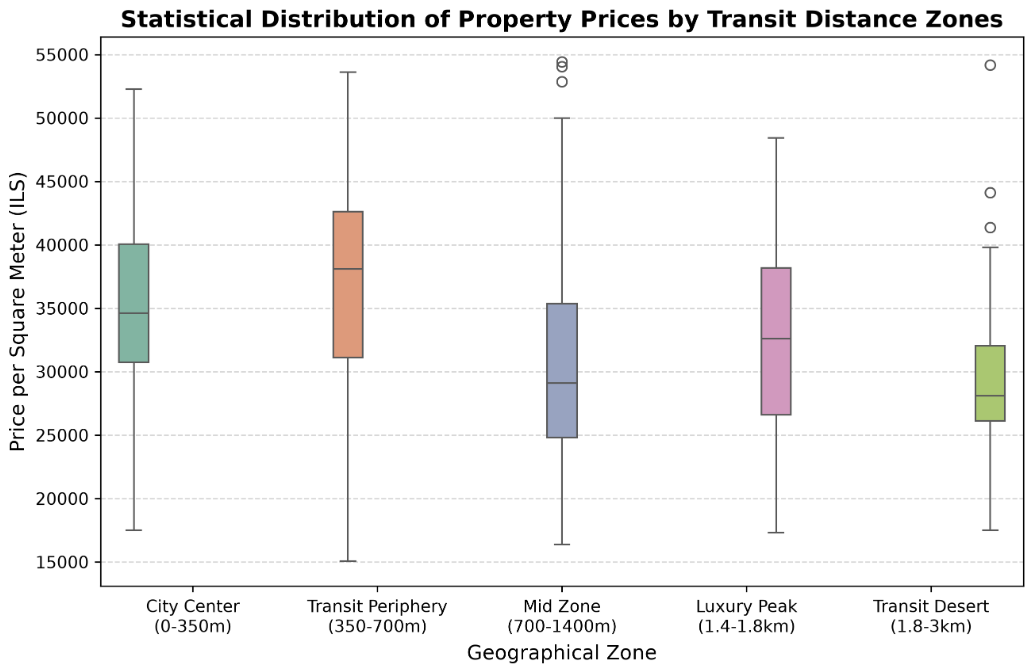 Statistical Distribution of Property Prices by Transit Distance Zones
55000
50000
45000
40000
35000
30000
25000
20000
15000
Price per Square Meter (ILS)
City Center
(0-350m)
Transit Periphery
(350-700m)
Mid Zone
(700-1400m)
Luxury Peak
(1.4-1.8km)
Transit Desert
(1.8-3km)
Geographical Zone